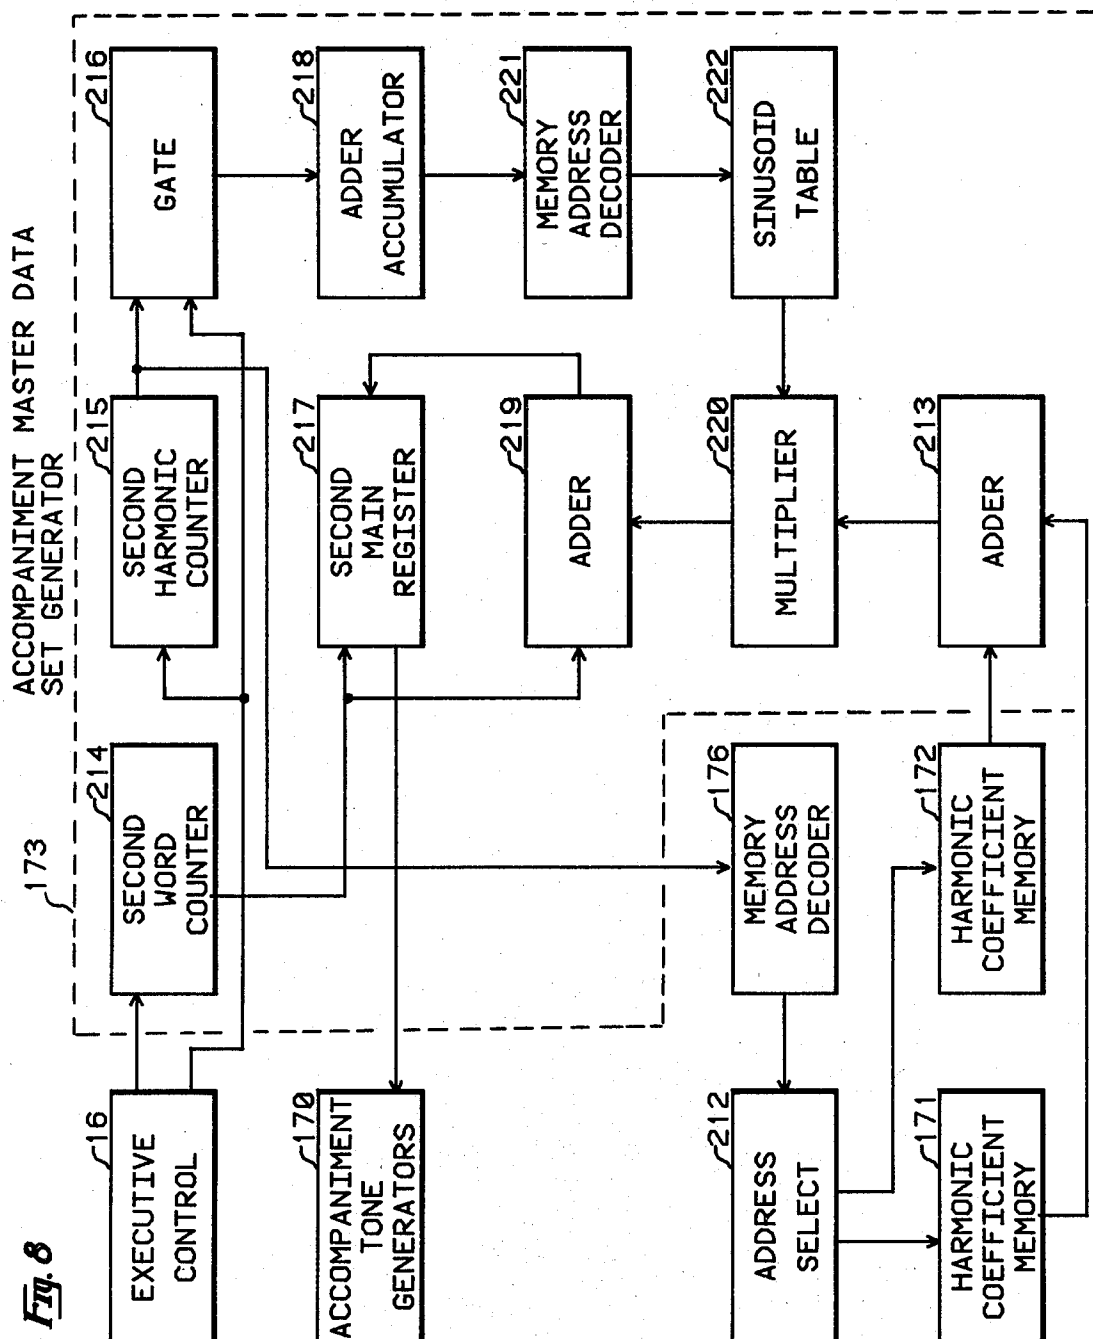 Fig. 8
ACCOMPANIMENT MASTER DATA
SET GENERATOR
173
16
EXECUTIVE
CONTROL
214
SECOND
WORD
COUNTER
215
SECOND
HARMONIC
COUNTER
216
GATE
170
ACCOMPANIMENT
TONE
GENERATORS
217
SECOND
MAIN
REGISTER
218
ADDER
ACCUMULATOR
219
ADDER
221
MEMORY
ADDRESS
DECODER
212
ADDRESS
SELECT
176
MEMORY
ADDRESS
DECODER
220
MULTIPLIER
222
SINUSOID
TABLE
171
HARMONIC
COEFFICIENT
MEMORY
172
HARMONIC
COEFFICIENT
MEMORY
213
ADDER